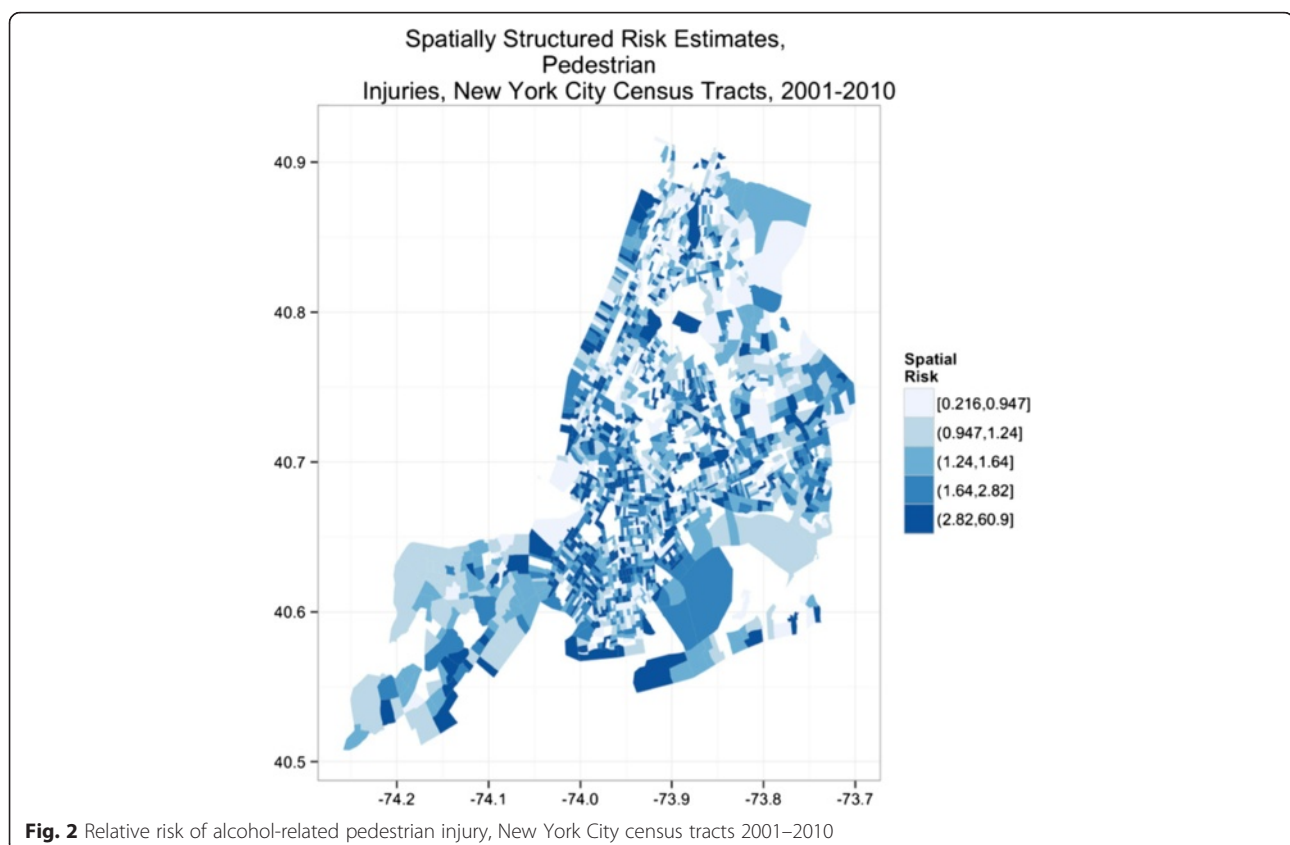 Spatially Structured Risk Estimates,
Pedestrian
Injuries, New York City Census Tracts, 2001-2010
40.9
40.8
40.7
40.6
40.5
-74.2 -74.1 -74.0 -73.9 -73.8 -73.7
Spatial
Risk
[0.216,0.947]
(0.947,1.24]
(1.24,1.64]
(1.64,2.82]
(2.82,60.9]
Fig. 2 Relative risk of alcohol-related pedestrian injury, New York City census tracts 2001–2010